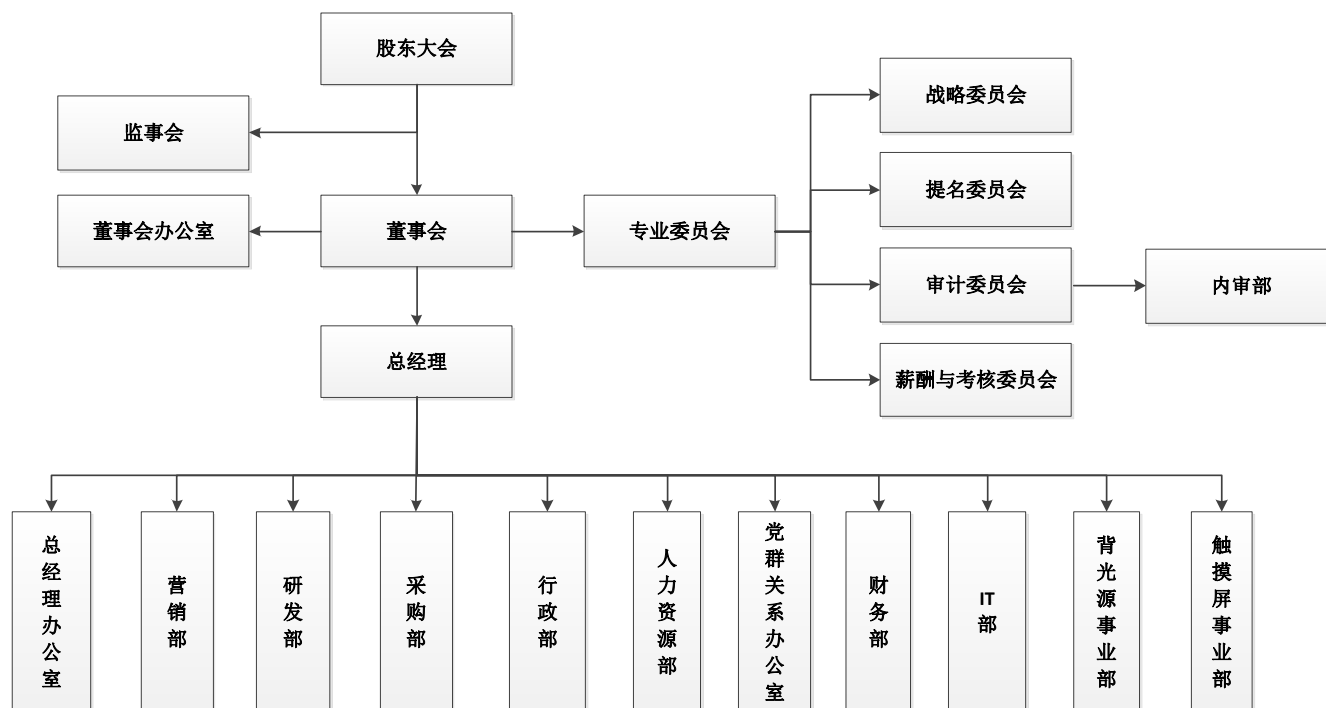 股东大会
战略委员会
监事会
提名委员会
董事会办公室
董事会
专业委员会
审计委员会
内审部
总经理
薪酬与考核委员会
总经理办公室
营销部
研发部
采购部
行政部
人力资源部
党群关系办公室
财务部
IT部
背光源事业部
触摸屏事业部